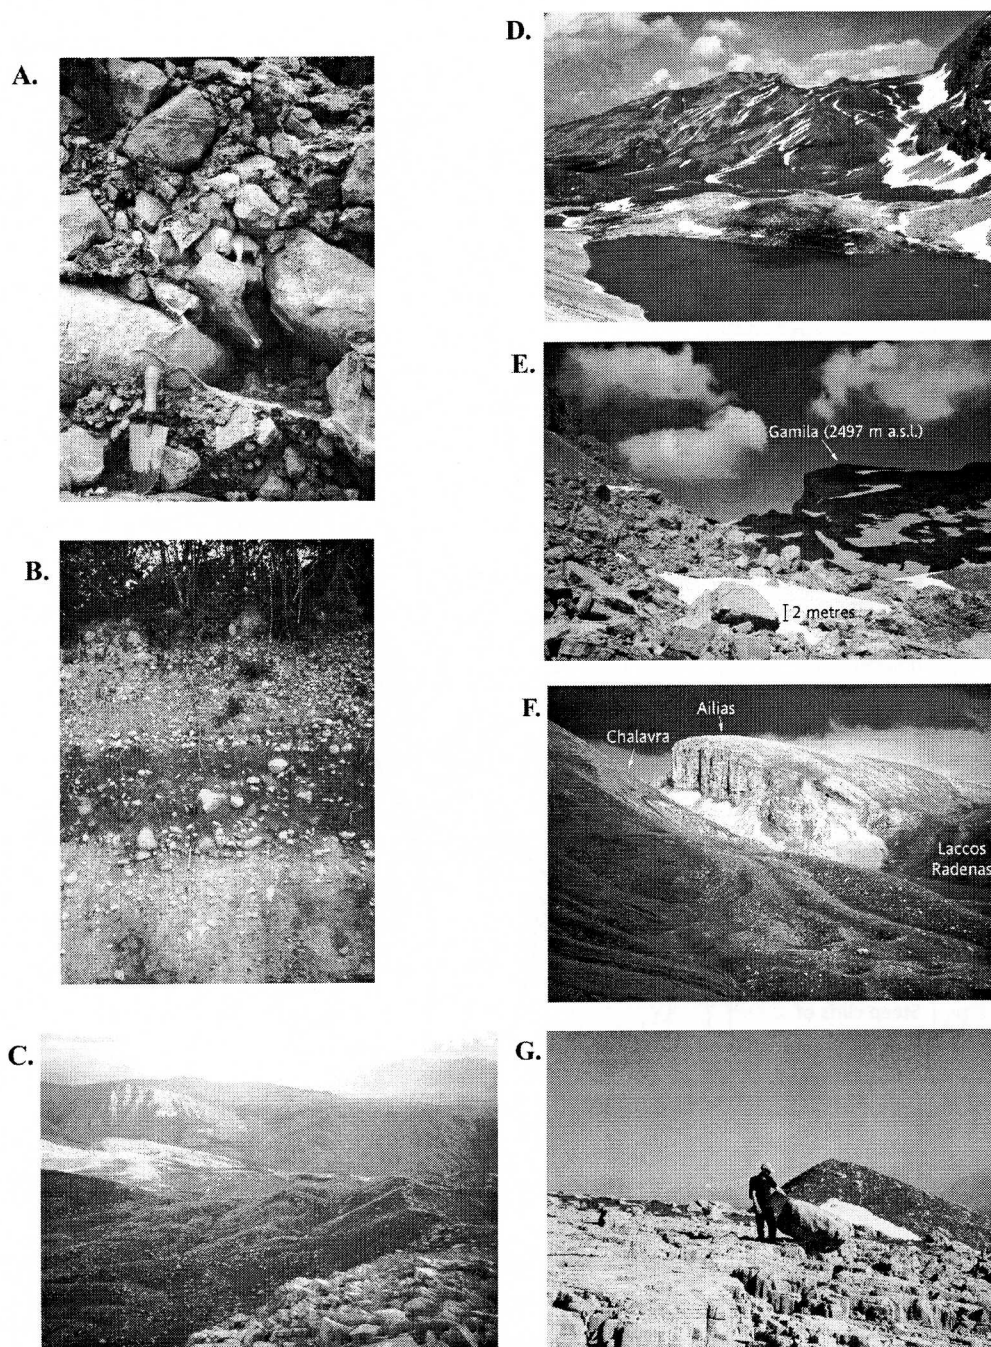 A.
B.
C.
D.
E.
Gamila (2497 m a.s.l.)
2 metres
F.
Ailias
Chalavra
Laccos
Radenas
G.